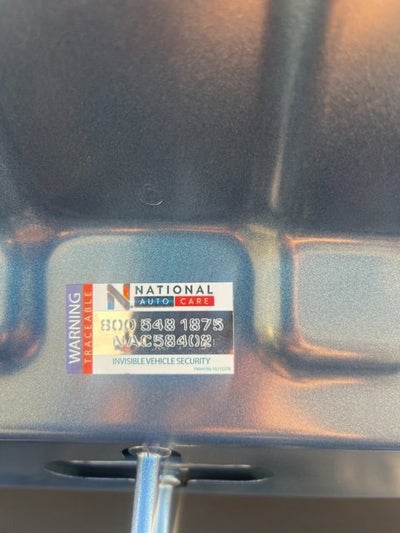 WARNING
TRACEABLE
N NATIONAL
AUTO CARE
800 548 1875
NAC58402
INVISIBLE VEHICLE SECURITY